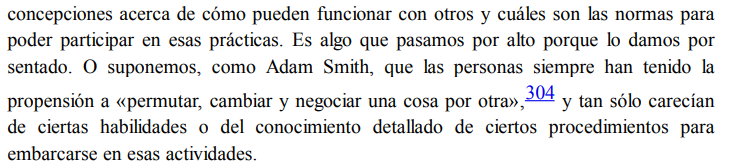 concepciones acerca de cómo pueden funcionar con otros y cuáles son las normas para
poder participar en esas prácticas. Es algo que pasamos por alto porque lo damos por
sentado. O suponemos, como Adam Smith, que las personas siempre han tenido la
propensión a «permutar, cambiar y negociar una cosa por otra»,304 y tan sólo carecían
de ciertas habilidades o del conocimiento detallado de ciertos procedimientos para
embarcarse en esas actividades.